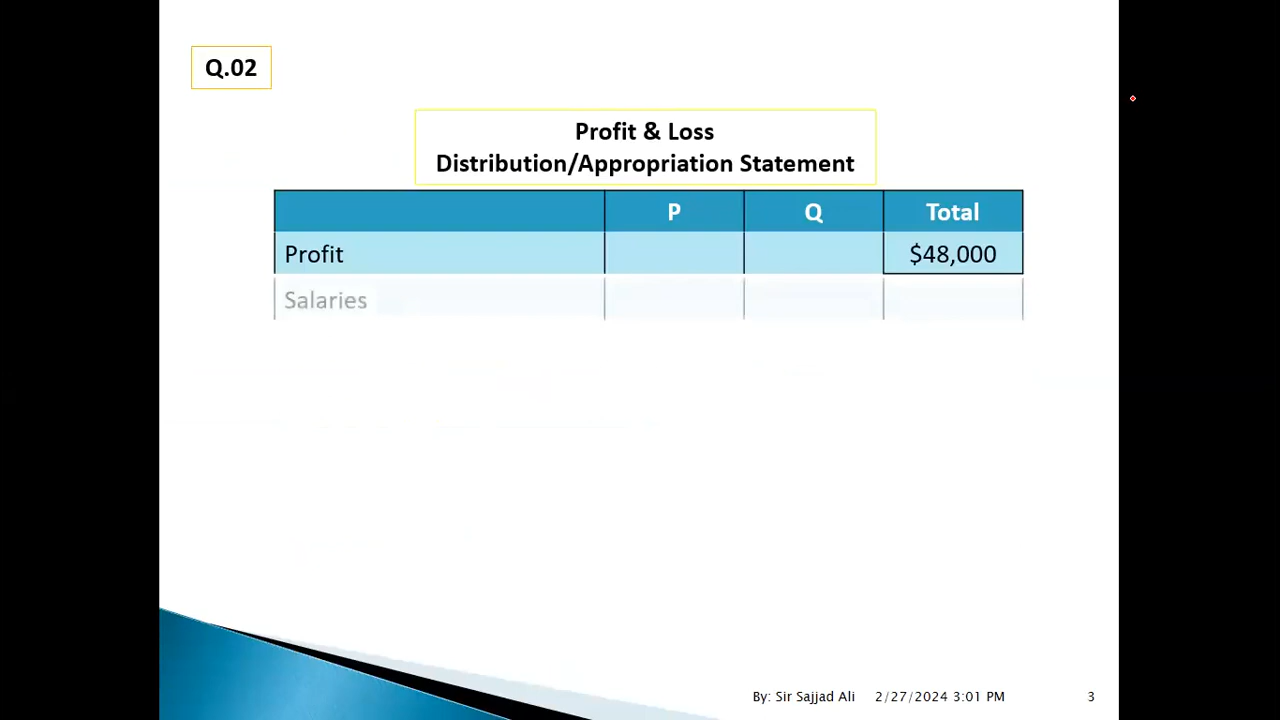 Q.02
Profit & Loss
Distribution/Appropriation Statement
P Q Total
Profit $48,000
Salaries
By: Sir Sajjad Ali 2/27/2024 3:01 PM 3